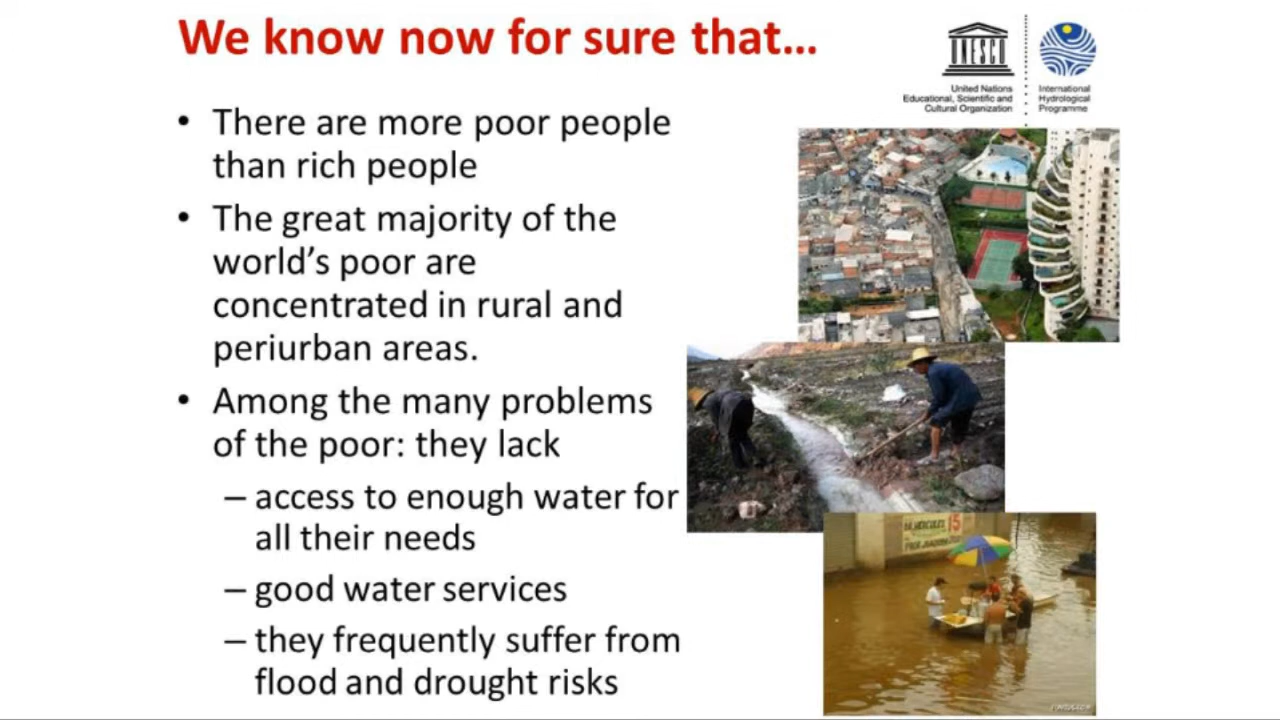 We know now for sure that...
UNESCO
United Nations
Educational, Scientific and
Cultural Organization
International
Hydrological
Programme
• There are more poor people
than rich people
• The great majority of the
world's poor are
concentrated in rural and
periurban areas.
• Among the many problems
of the poor: they lack
– access to enough water for
all their needs
– good water services
– they frequently suffer from
flood and drought risks
15